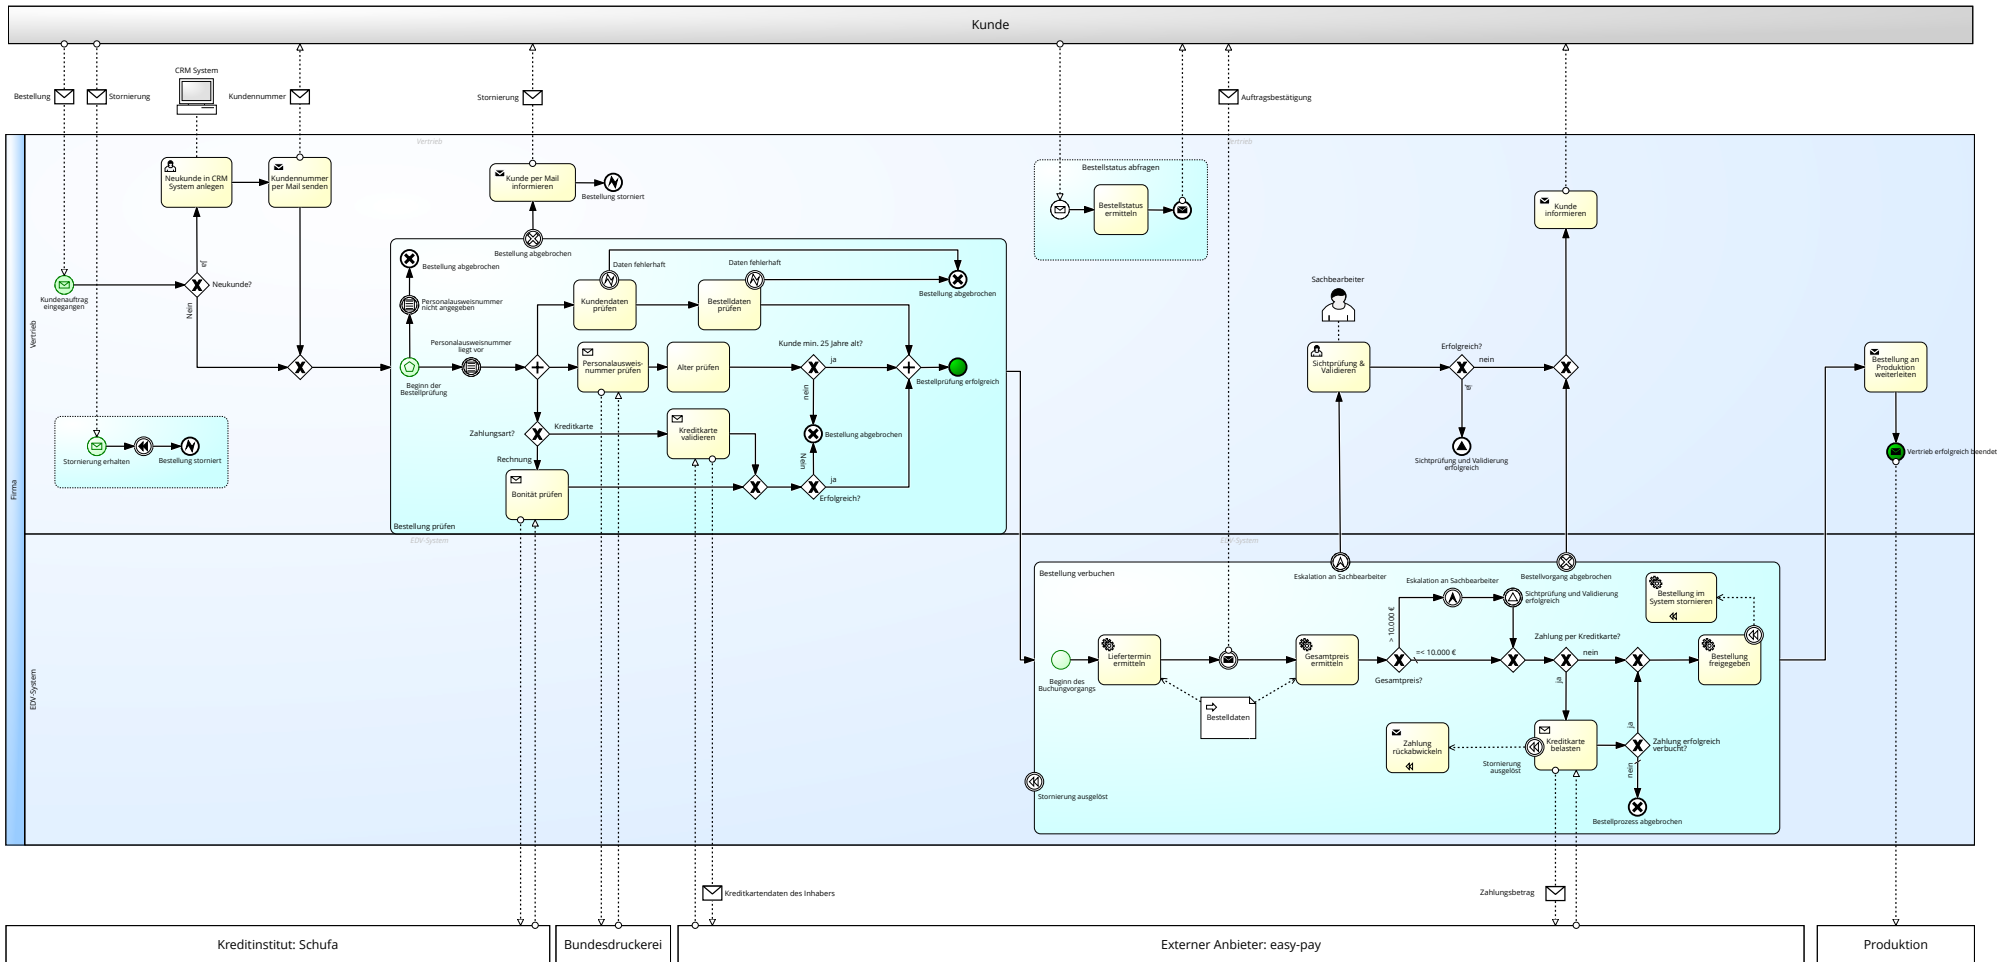 Kunde
CRM System
Bestellung
Stornierung
Kundennummer
Stornierung
Auftragsbestätigung
Vertrieb
Vertrieb
Neukunde in CRM
System anlegen
Kundennummer
per Mail senden
Kunde per Mail
informieren
Bestellung storniert
Bestellstatus abfragen
Bestellstatus
ermitteln
Kunde
informieren
Bestellung abgebrochen
Bestellung abgebrochen
Daten fehlerhaft
Daten fehlerhaft
ja
Neukunde?
Nein
Kundenauftrag
eingegangen
Personalausweisnummer
nicht angegeben
Kundendaten
prüfen
Bestelldaten
prüfen
Bestellung abgebrochen
Sachbearbeiter
Vertrieb
Personalausweisnummer
liegt vor
Beginn der
Bestellprüfung
Personalausweis-
nummer prüfen
Alter prüfen
Kunde min. 25 Jahre alt?
ja
nein
Bestellprüfung erfolgreich
Sichtprüfung &
Validieren
Erfolgreich?
nein
ja
Bestellung an
Produktion
weiterleiten
Zahlungsart?
Kreditkarte
Kreditkarte
validieren
Bestellung abgebrochen
Rechnung
Nein
ja
Erfolgreich?
Bonität prüfen
Stornierung erhalten
Bestellung storniert
Sichtprüfung und Validierung
erfolgreich
Vertrieb erfolgreich beendet
Firma
Bestellung prüfen
EDV-System
EDV-System
EDV-System
Bestellung verbuchen
Eskalation an Sachbearbeiter
Eskalation an Sachbearbeiter
Bestellvorgang abgebrochen
Sichtprüfung und Validierung
erfolgreich
Bestellung im
System stornieren
> 10.000 €
=< 10.000 €
Gesamtpreis?
Zahlung per Kreditkarte?
nein
ja
Beginn des
Buchungvorgangs
Liefertermin
ermitteln
Gesamtpreis
ermitteln
Bestelldaten
Bestellung
freigegeben
Zahlung
rückabwickeln
Stornierung
ausgelöst
Kreditkarte
belasten
ja
Zahlung erfolgreich
verbucht?
nein
Bestellprozess abgebrochen
Stornierung ausgelöst
Kreditkartendaten des Inhabers
Zahlungsbetrag
Kreditinstitut: Schufa
Bundesdruckerei
Externer Anbieter: easy-pay
Produktion